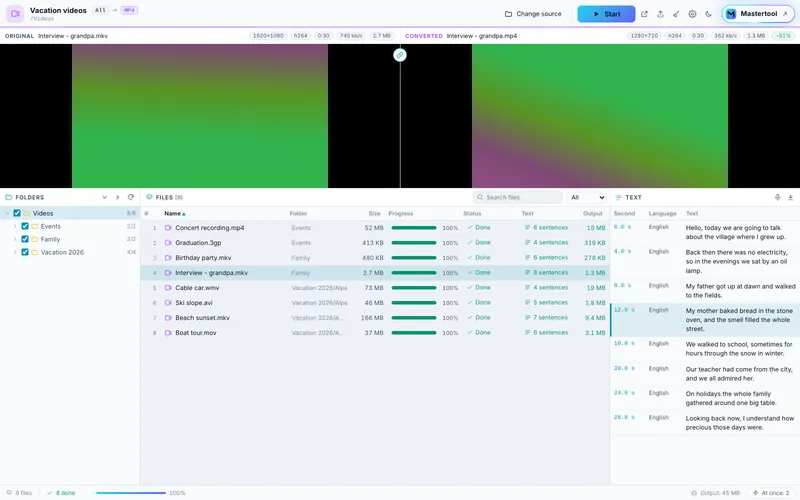 Vacation videos All → MP4
/Videos
Change source
Start
Mastertool
ORIGINAL Interview - grandpa.mkv 1920×1080 h264 0:30 745 kb/s 2.7 MB
CONVERTED Interview - grandpa.mp4 1280×720 h264 0:30 362 kb/s 1.3 MB −51%
FOLDERS
Videos 8/8
Events 2/2
Family 2/2
Vacation 2026 4/4
FILES (8) Search files All
# Name Folder Size Progress Status Text Output
1 Concert recording.mp4 Events 52 MB 100% Done 6 sentences 10 MB
2 Graduation.3gp Events 413 KB 100% Done 4 sentences 319 KB
3 Birthday party.mkv Family 480 KB 100% Done 6 sentences 278 KB
4 Interview - grandpa.mkv Family 2.7 MB 100% Done 8 sentences 1.3 MB
5 Cable car.wmv Vacation 2026/Alps 73 MB 100% Done 4 sentences 19 MB
6 Ski slope.avi Vacation 2026/Alps 46 MB 100% Done 5 sentences 5.8 MB
7 Beach sunset.mkv Vacation 2026/A... 166 MB 100% Done 7 sentences 9.4 MB
8 Boat tour.mov Vacation 2026/A... 37 MB 100% Done 6 sentences 3.1 MB
TEXT
Second Language Text
0.0 s English Hello, today we are going to talk
about the village where I grew up.
4.0 s English Back then there was no electricity,
so in the evenings we sat by an oil
lamp.
8.0 s English My father got up at dawn and walked
to the fields.
12.0 s English My mother baked bread in the stone
oven, and the smell filled the whole
street.
16.0 s English We walked to school, sometimes for
hours through the snow in winter.
20.0 s English Our teacher had come from the city,
and we all admired her.
24.0 s English On holidays the whole family
gathered around one big table.
28.0 s English Looking back now, I understand how
precious those days were.
8 files 8 done 100%
Output: 45 MB At once: 2